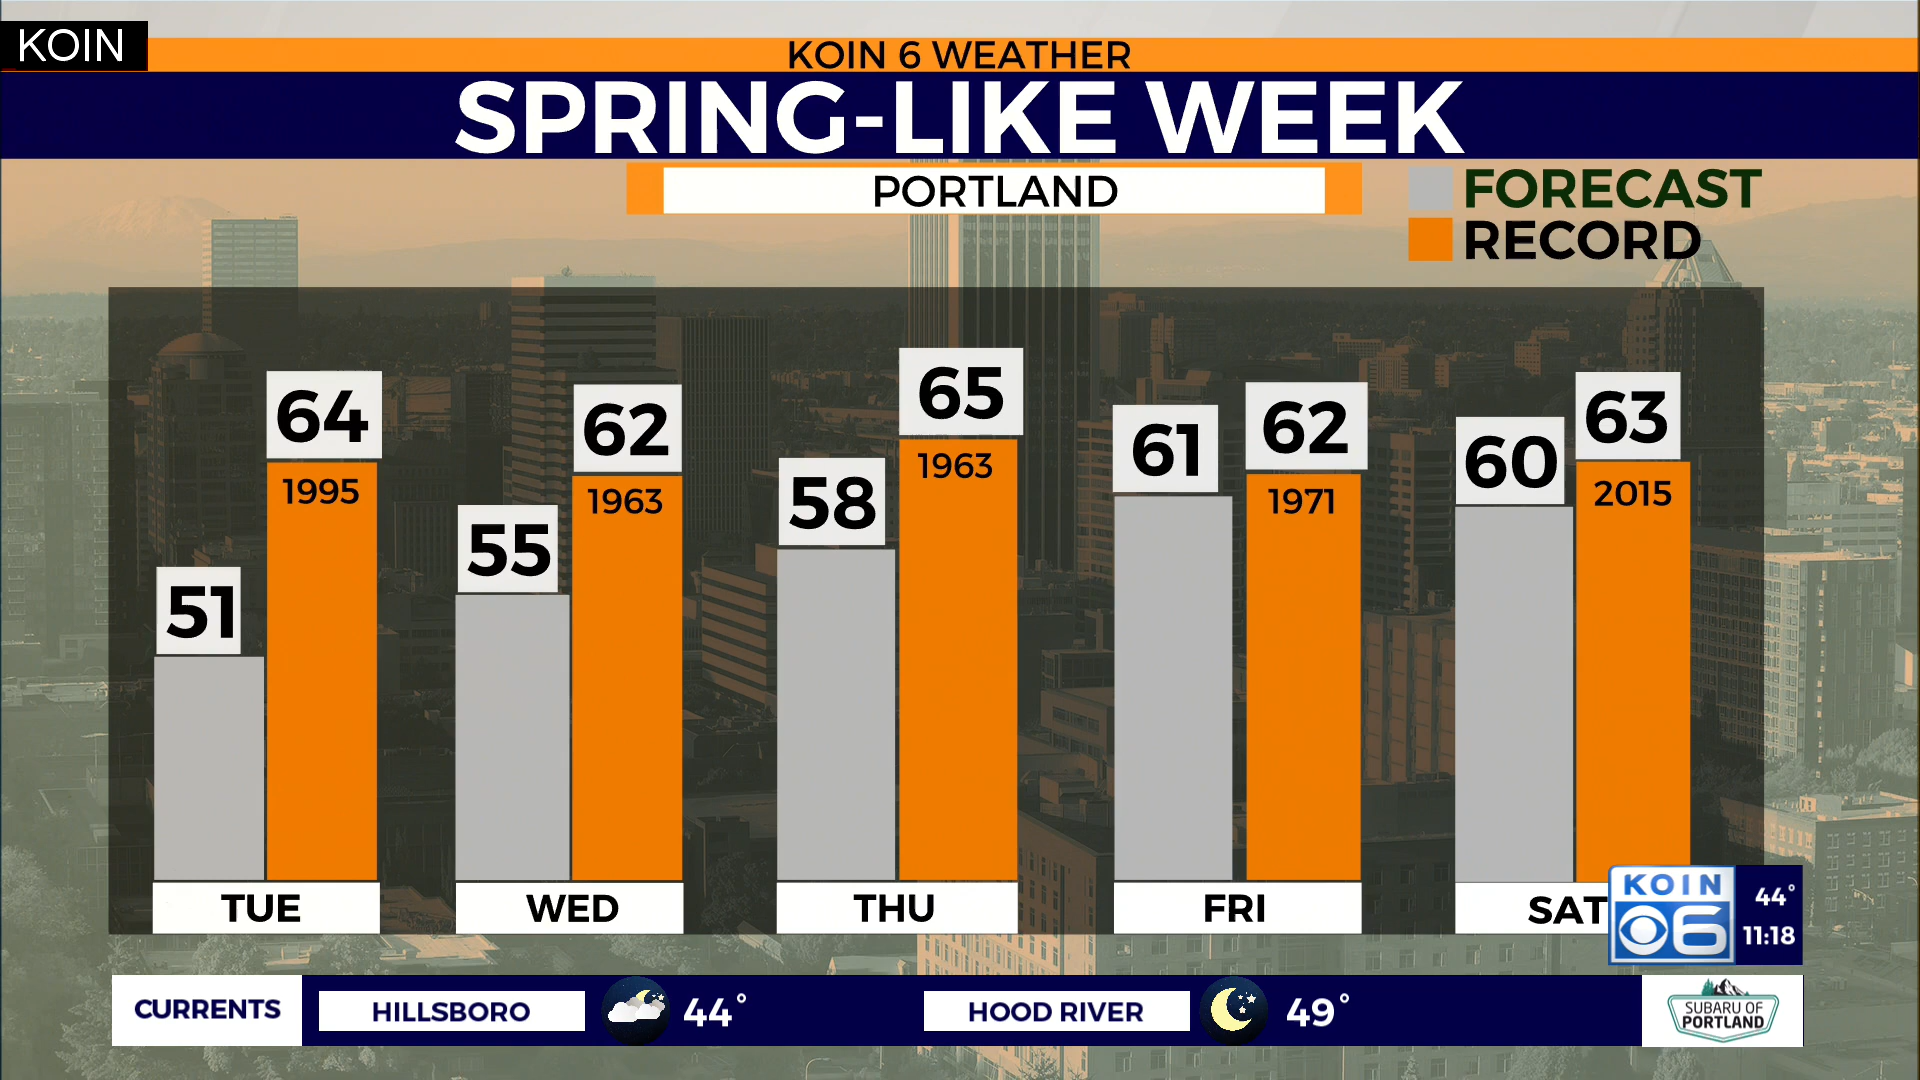 KOIN
KOIN 6 WEATHER
SPRING-LIKE WEEK
PORTLAND
FORECAST
RECORD
51
64
1995
55
62
1963
58
65
1963
61
62
1971
60
63
2015
TUE
WED
THU
FRI
SAT
KOIN
6
44°
11:18
CURRENTS
HILLSBORO
44°
HOOD RIVER
49°
SUBARU OF
PORTLAND